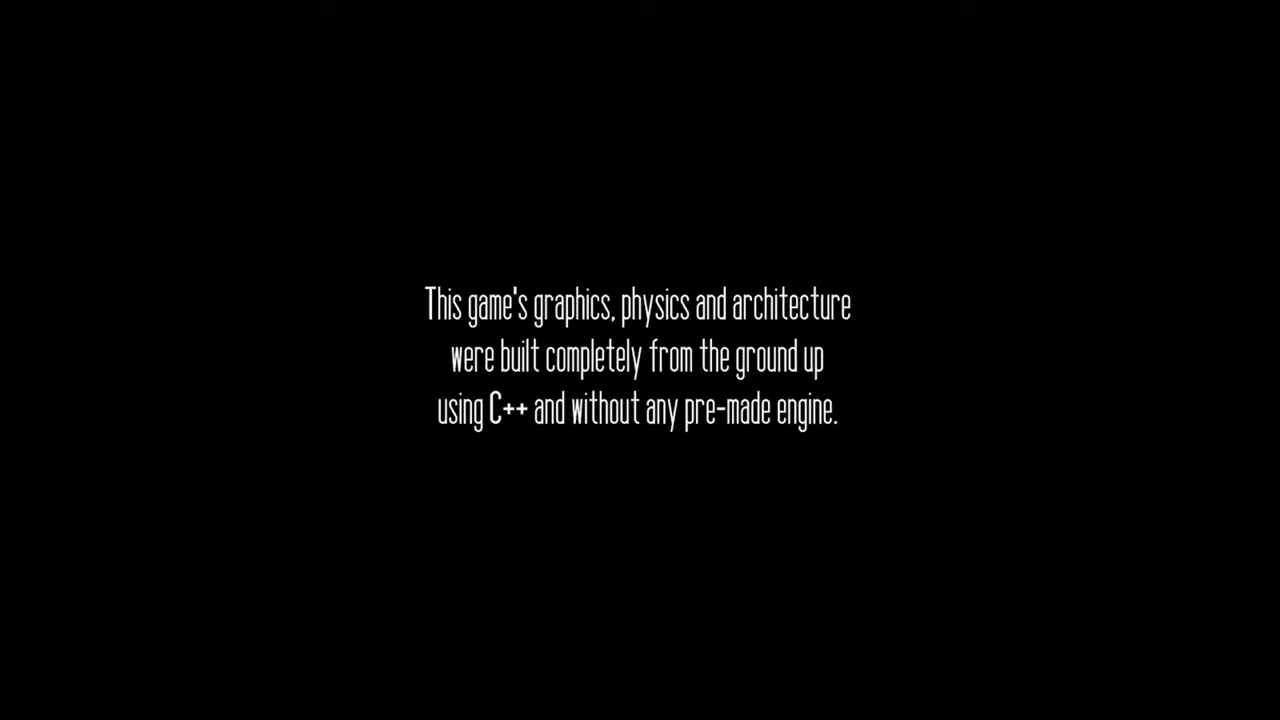 This game's graphics, physics and architecture
were built completely from the ground up
using C++ and without any pre-made engine.